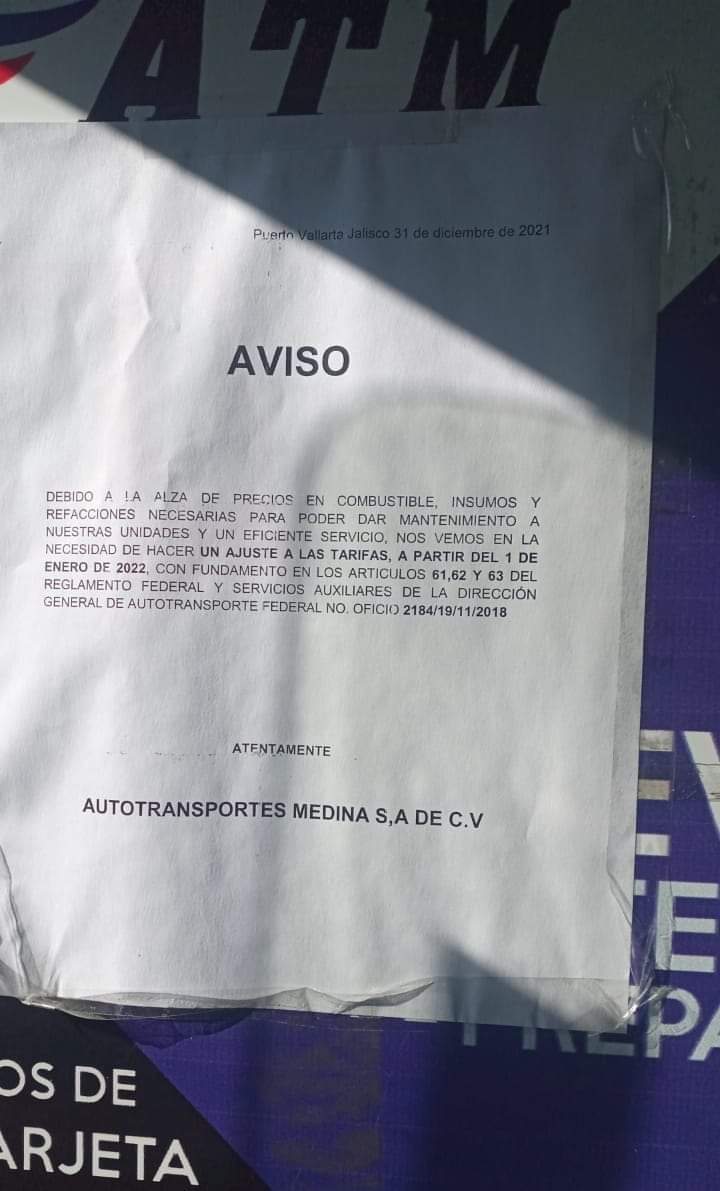 ATM
Puerto Vallarta Jalisco 31 de diciembre de 2021
AVISO
DEBIDO A LA ALZA DE PRECIOS EN COMBUSTIBLE, INSUMOS Y
REFACCIONES NECESARIAS PARA PODER DAR MANTENIMIENTO A
NUESTRAS UNIDADES Y UN EFICIENTE SERVICIO, NOS VEMOS EN LA
NECESIDAD DE HACER UN AJUSTE A LAS TARIFAS, A PARTIR DEL 1 DE
ENERO DE 2022, CON FUNDAMENTO EN LOS ARTICULOS 61,62 Y 63 DEL
REGLAMENTO FEDERAL Y SERVICIOS AUXILIARES DE LA DIRECCIÓN
GENERAL DE AUTOTRANSPORTE FEDERAL NO. OFICIO 2184/19/11/2018
ATENTAMENTE
AUTOTRANSPORTES MEDINA S,A DE C.V
OS DE
ARJETA